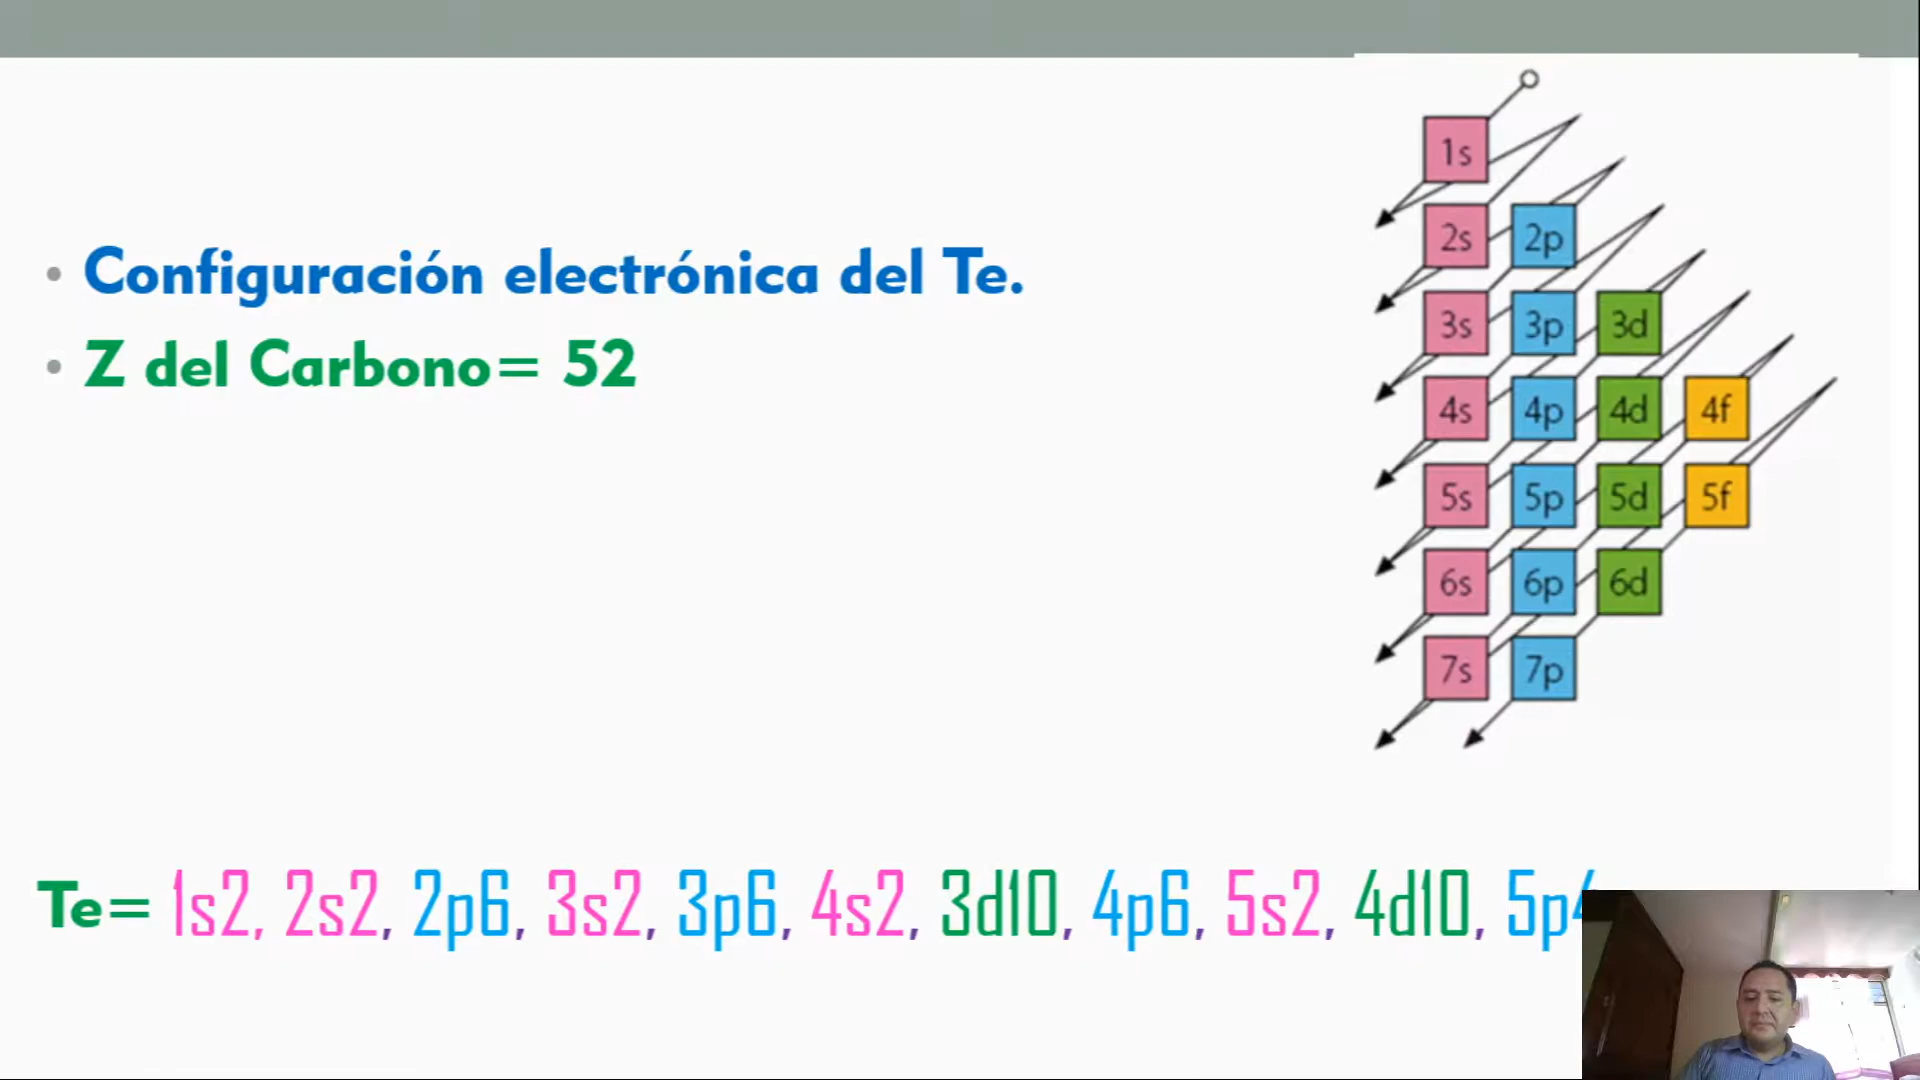 • Configuración electrónica del Te.
• Z del Carbono= 52
1s
2s 2p
3s 3p 3d
4s 4p 4d 4f
5s 5p 5d 5f
6s 6p 6d
7s 7p
Te= 1s2, 2s2, 2p6, 3s2, 3p6, 4s2, 3d10, 4p6, 5s2, 4d10, 5p4